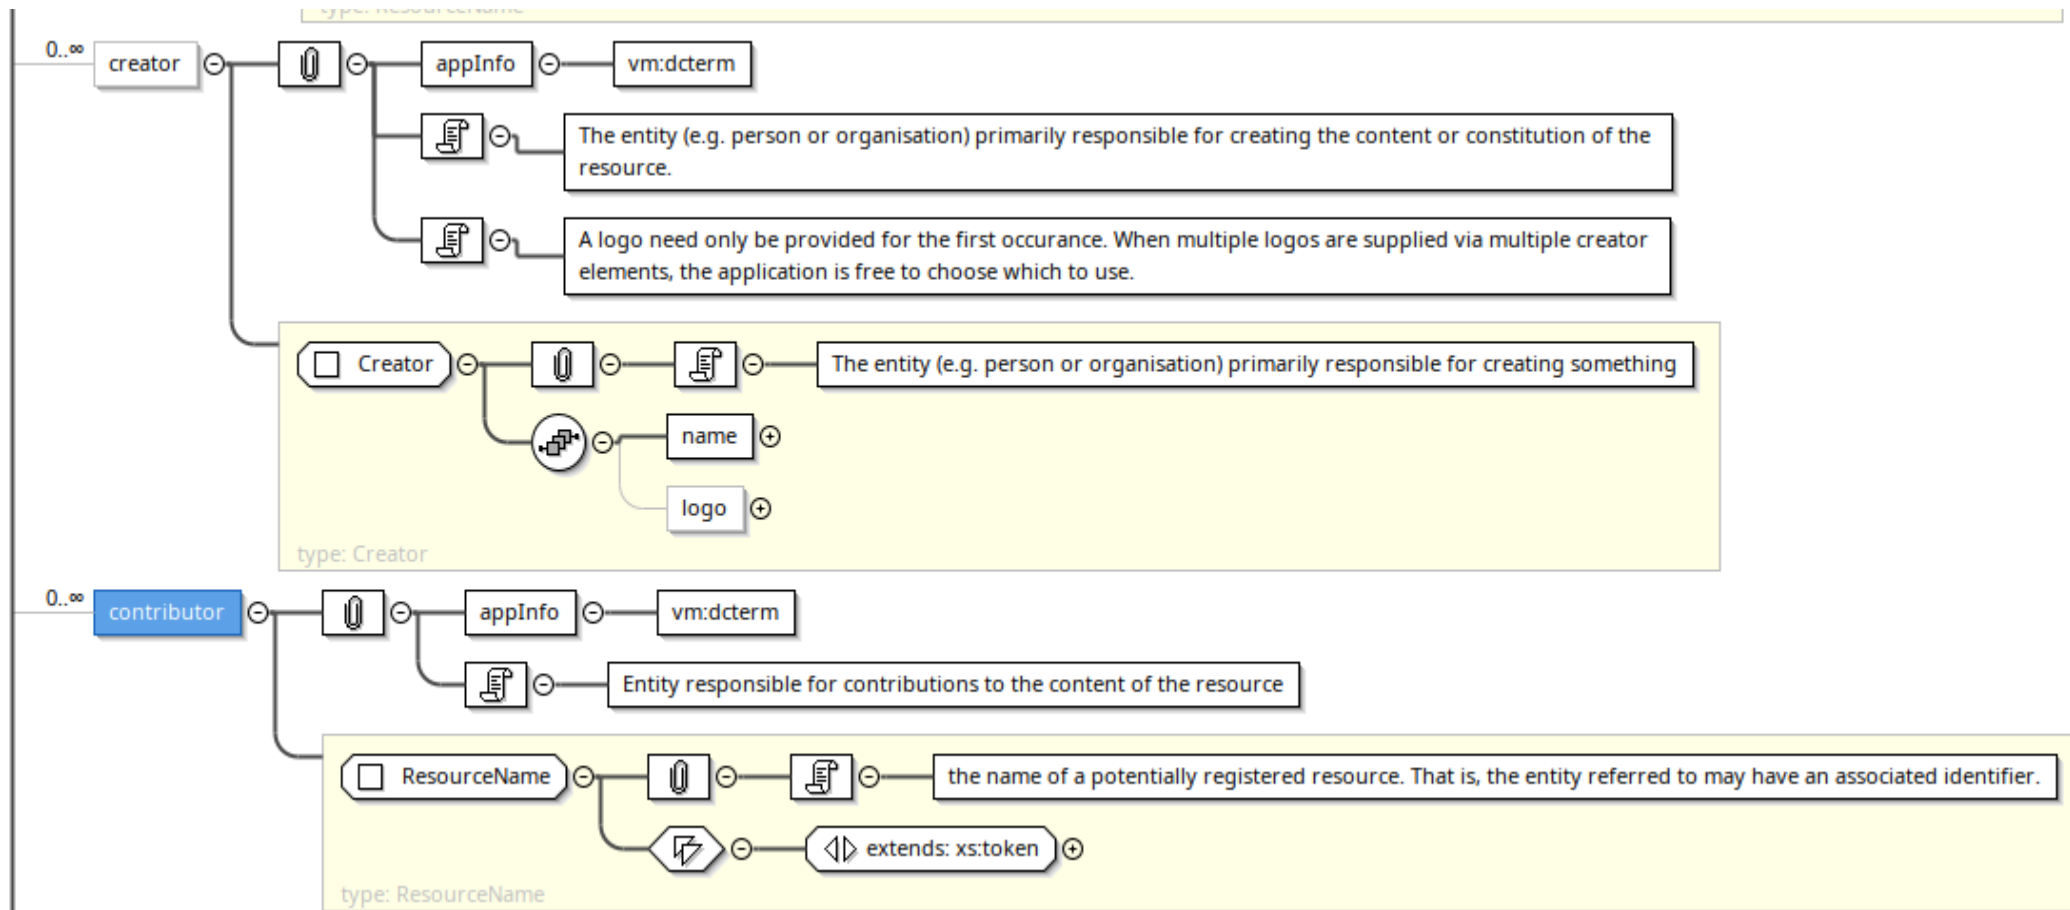 type: ResourceName
0..∞
creator
appInfo
vm:dcterm
The entity (e.g. person or organisation) primarily responsible for creating the content or constitution of the
resource.
A logo need only be provided for the first occurance. When multiple logos are supplied via multiple creator
elements, the application is free to choose which to use.
Creator
The entity (e.g. person or organisation) primarily responsible for creating something
name
logo
type: Creator
0..∞
contributor
appInfo
vm:dcterm
Entity responsible for contributions to the content of the resource
ResourceName
the name of a potentially registered resource. That is, the entity referred to may have an associated identifier.
extends: xs:token
type: ResourceName